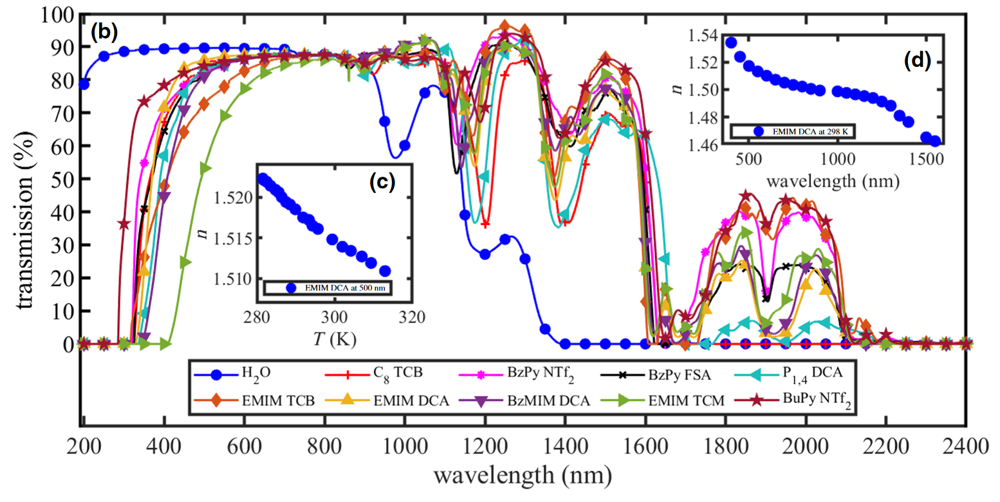 (b)
transmission (%)
100
90
80
70
60
50
40
30
20
10
0
(c)
n
1.520
1.515
1.510
EMIM DCA at 500 nm
280 300 320
T (K)
(d)
n
1.54
1.52
1.50
1.48
1.46
EMIM DCA at 298 K
500 1000 1500
wavelength (nm)
H2O C8 TCB BzPy NTf2 BzPy FSA P1,4 DCA
EMIM TCB EMIM DCA BzMIM DCA EMIM TCM BuPy NTf2
200 400 600 800 1000 1200 1400 1600 1800 2000 2200 2400
wavelength (nm)